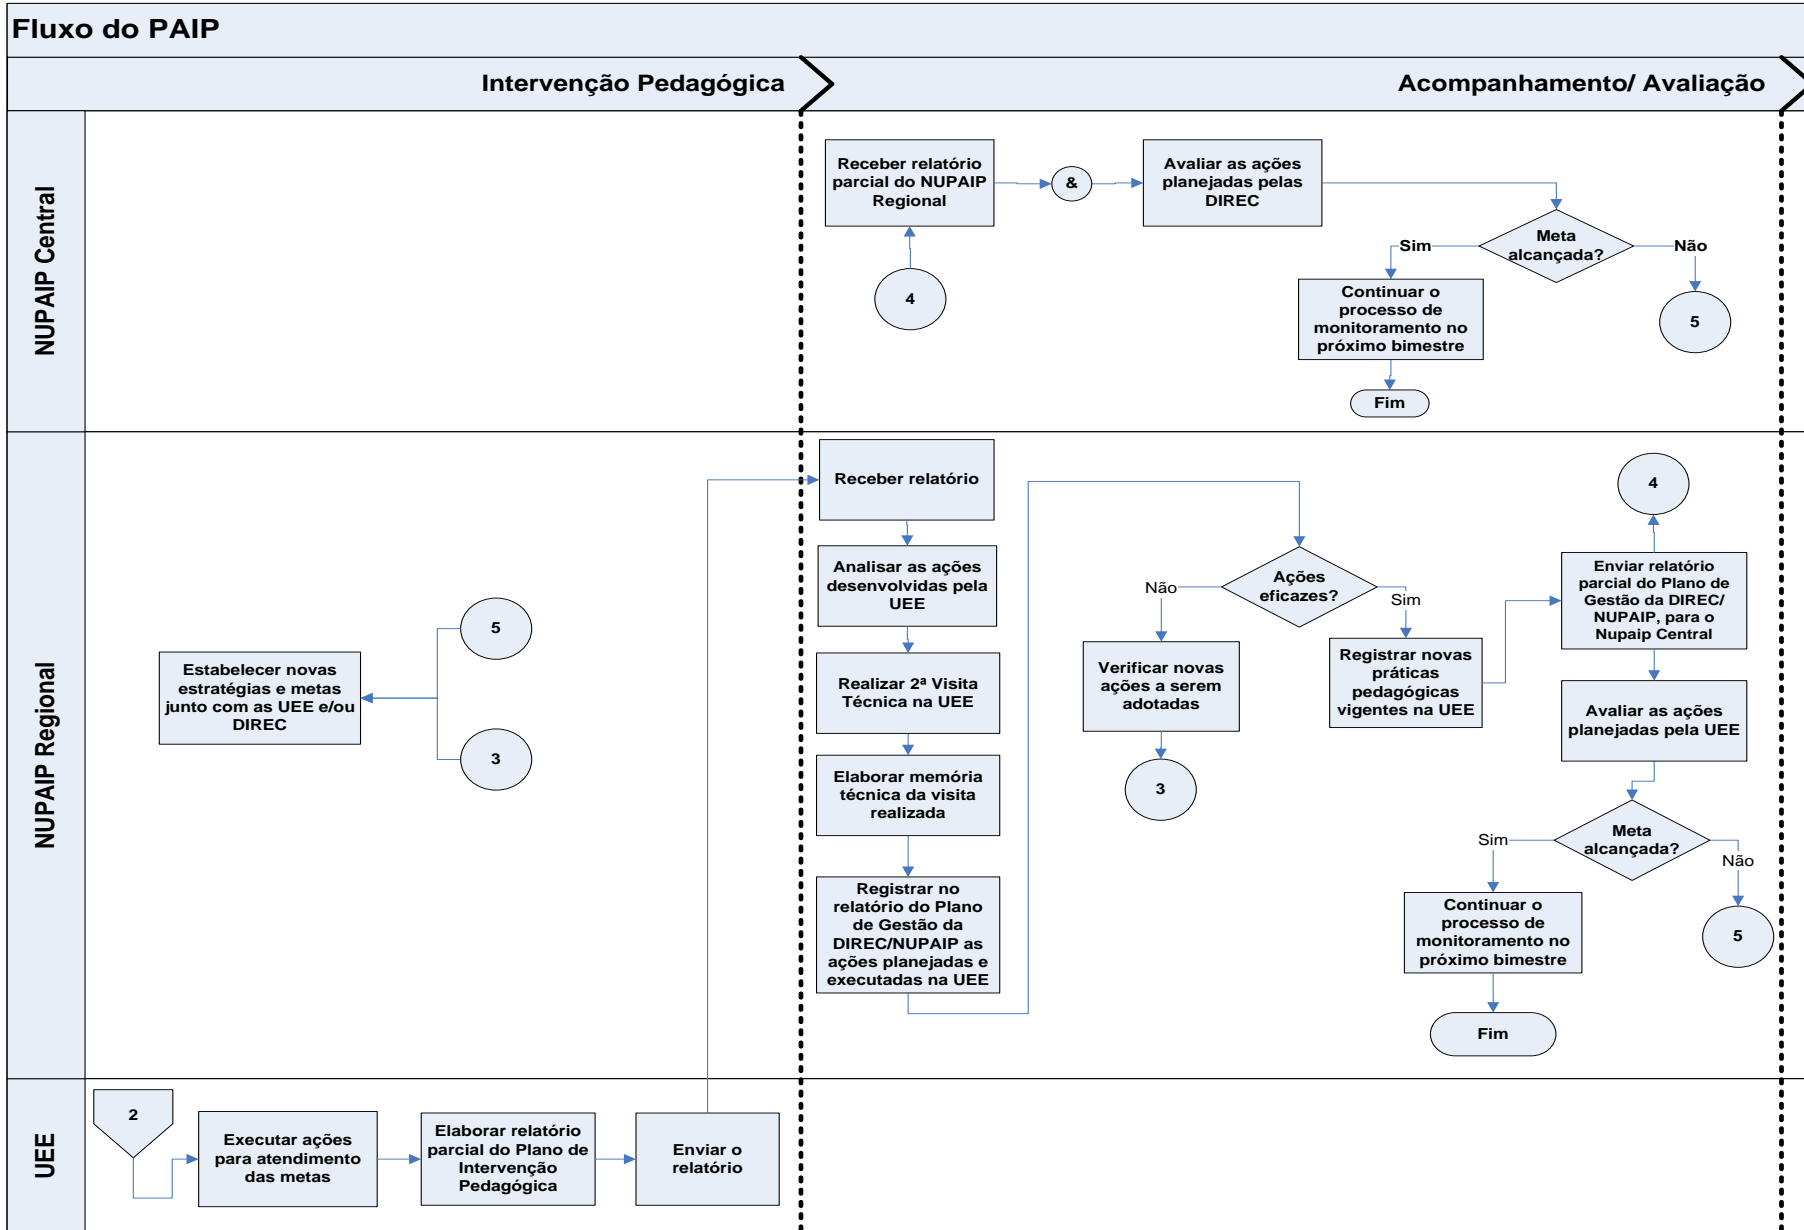 Fluxo do PAIP
Intervenção Pedagógica
Acompanhamento/ Avaliação
NUPAIP Central
Receber relatório
parcial do NUPAIP
Regional
&
Avaliar as ações
planejadas pelas
DIREC
Meta
alcançada?
Sim
Não
4
Continuar o
processo de
monitoramento no
próximo bimestre
5
Fim
NUPAIP Regional
Receber relatório
Analisar as ações
desenvolvidas pela
UEE
Realizar 2ª Visita
Técnica na UEE
Elaborar memória
técnica da visita
realizada
Registrar no
relatório do Plano
de Gestão da
DIREC/NUPAIP as
ações planejadas e
executadas na UEE
5
Estabelecer novas
estratégias e metas
junto com as UEE e/ou
DIREC
3
Ações
eficazes?
Não
Sim
Verificar novas
ações a serem
adotadas
3
Registrar novas
práticas
pedagógicas
vigentes na UEE
4
Enviar relatório
parcial do Plano de
Gestão da DIREC/
NUPAIP, para o
Nupaip Central
Avaliar as ações
planejadas pela UEE
Meta
alcançada?
Sim
Não
Continuar o
processo de
monitoramento no
próximo bimestre
5
Fim
UEE
2
Executar ações
para atendimento
das metas
Elaborar relatório
parcial do Plano de
Intervenção
Pedagógica
Enviar o
relatório